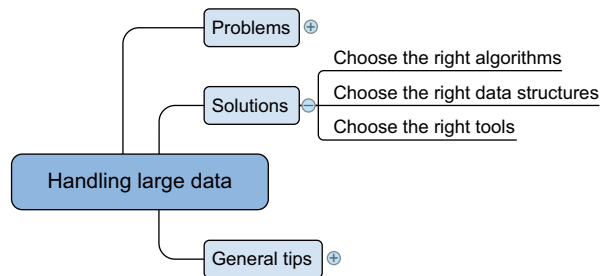 Problems
Choose the right algorithms
Solutions
Choose the right data structures
Choose the right tools
Handling large data
General tips